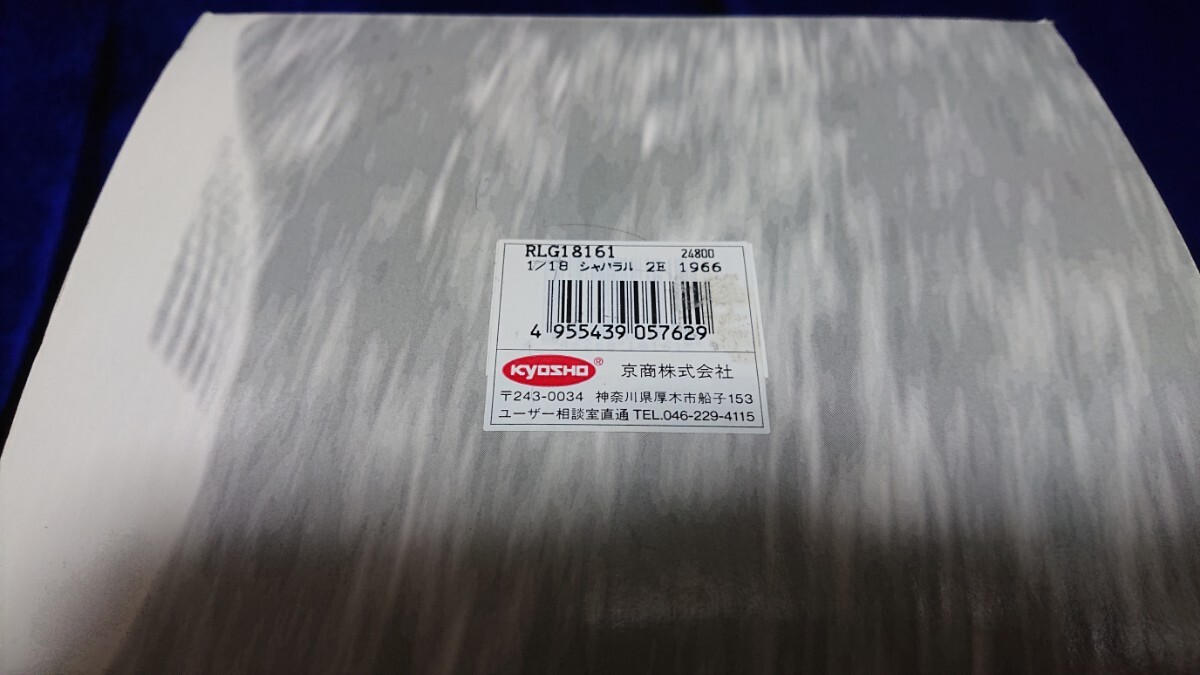 RLG18161 24800
1/18 シャパラル 2E 1966
4 955439 057629
KYOSHO® 京商株式会社
〒243-0034 神奈川県厚木市船子153
ユーザー相談室直通 TEL.046-229-4115